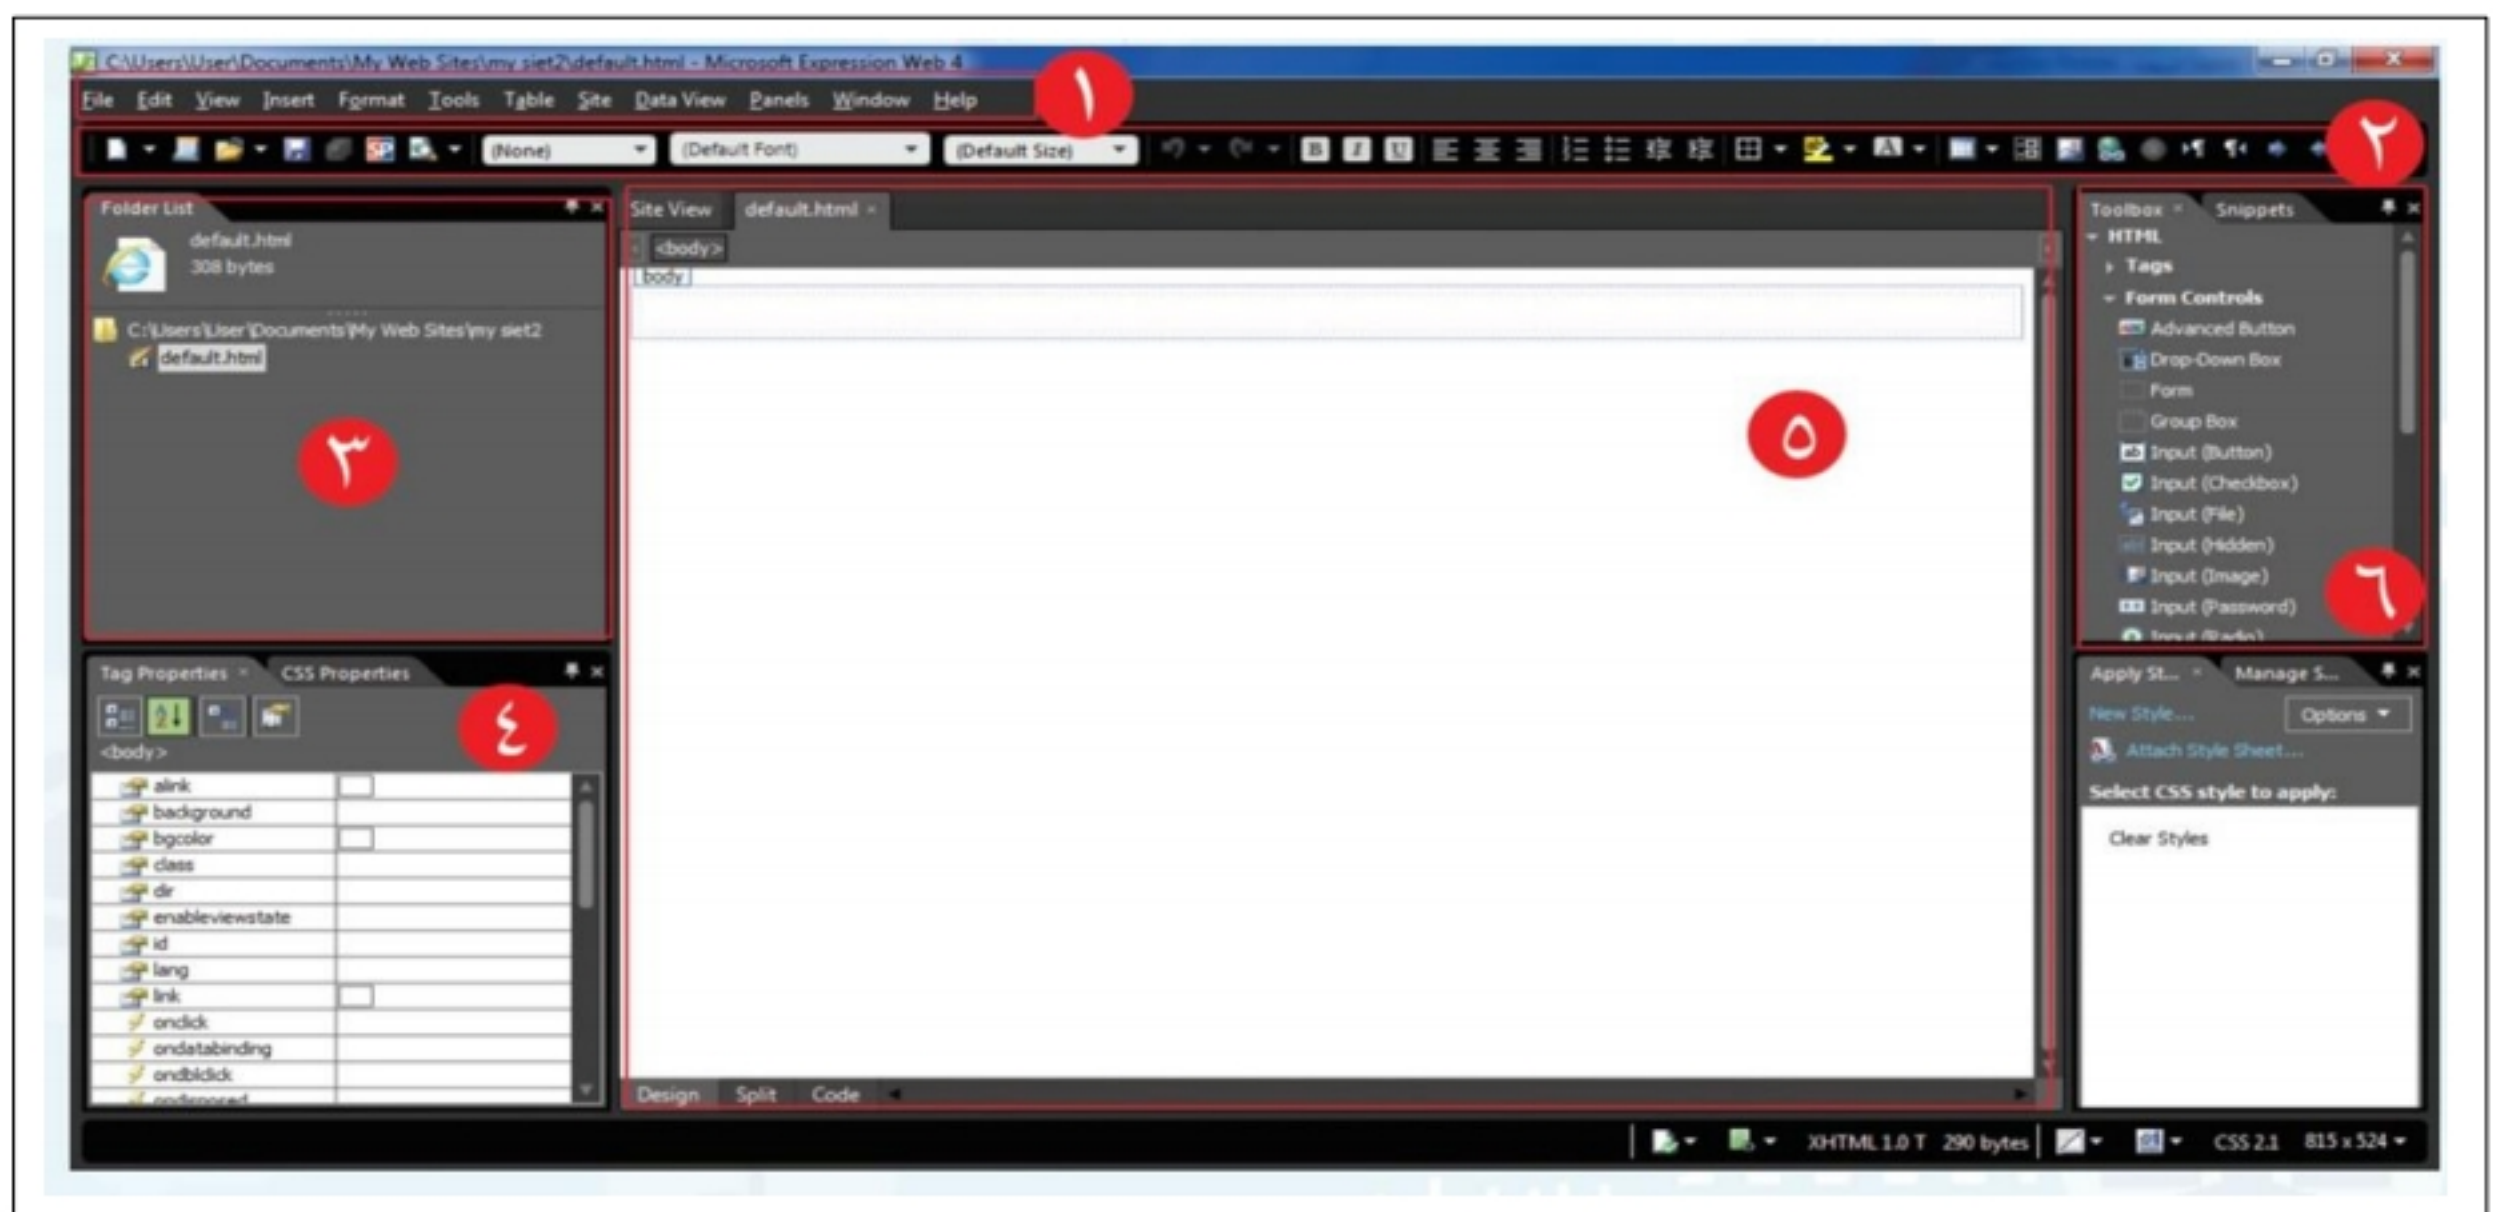 C:\Users\User\Documents\My Web Sites\my siet2\default.html - Microsoft Expression Web 4
١
File Edit View Insert Format Tools Table Site Data View Panels Window Help
(None) (Default Font) (Default Size)
٢
Folder List
default.html
308 bytes
C:\Users\User\Documents\My Web Sites\my siet2
default.html
٣
Tag Properties CSS Properties
٤
<body>
alink
background
bgcolor
class
dir
enableviewstate
id
lang
link
onclick
ondatabinding
ondblclick
ondisposed
Site View default.html
<body>
body
٥
Design Split Code
Toolbox Snippets
HTML
Tags
Form Controls
Advanced Button
Drop-Down Box
Form
Group Box
Input (Button)
Input (Checkbox)
Input (File)
Input (Hidden)
Input (Image)
Input (Password)
Input (Radio)
٦
Apply St... Manage S...
New Style... Options
Attach Style Sheet...
Select CSS style to apply:
Clear Styles
XHTML 1.0 T 290 bytes CSS 2.1 815 x 524